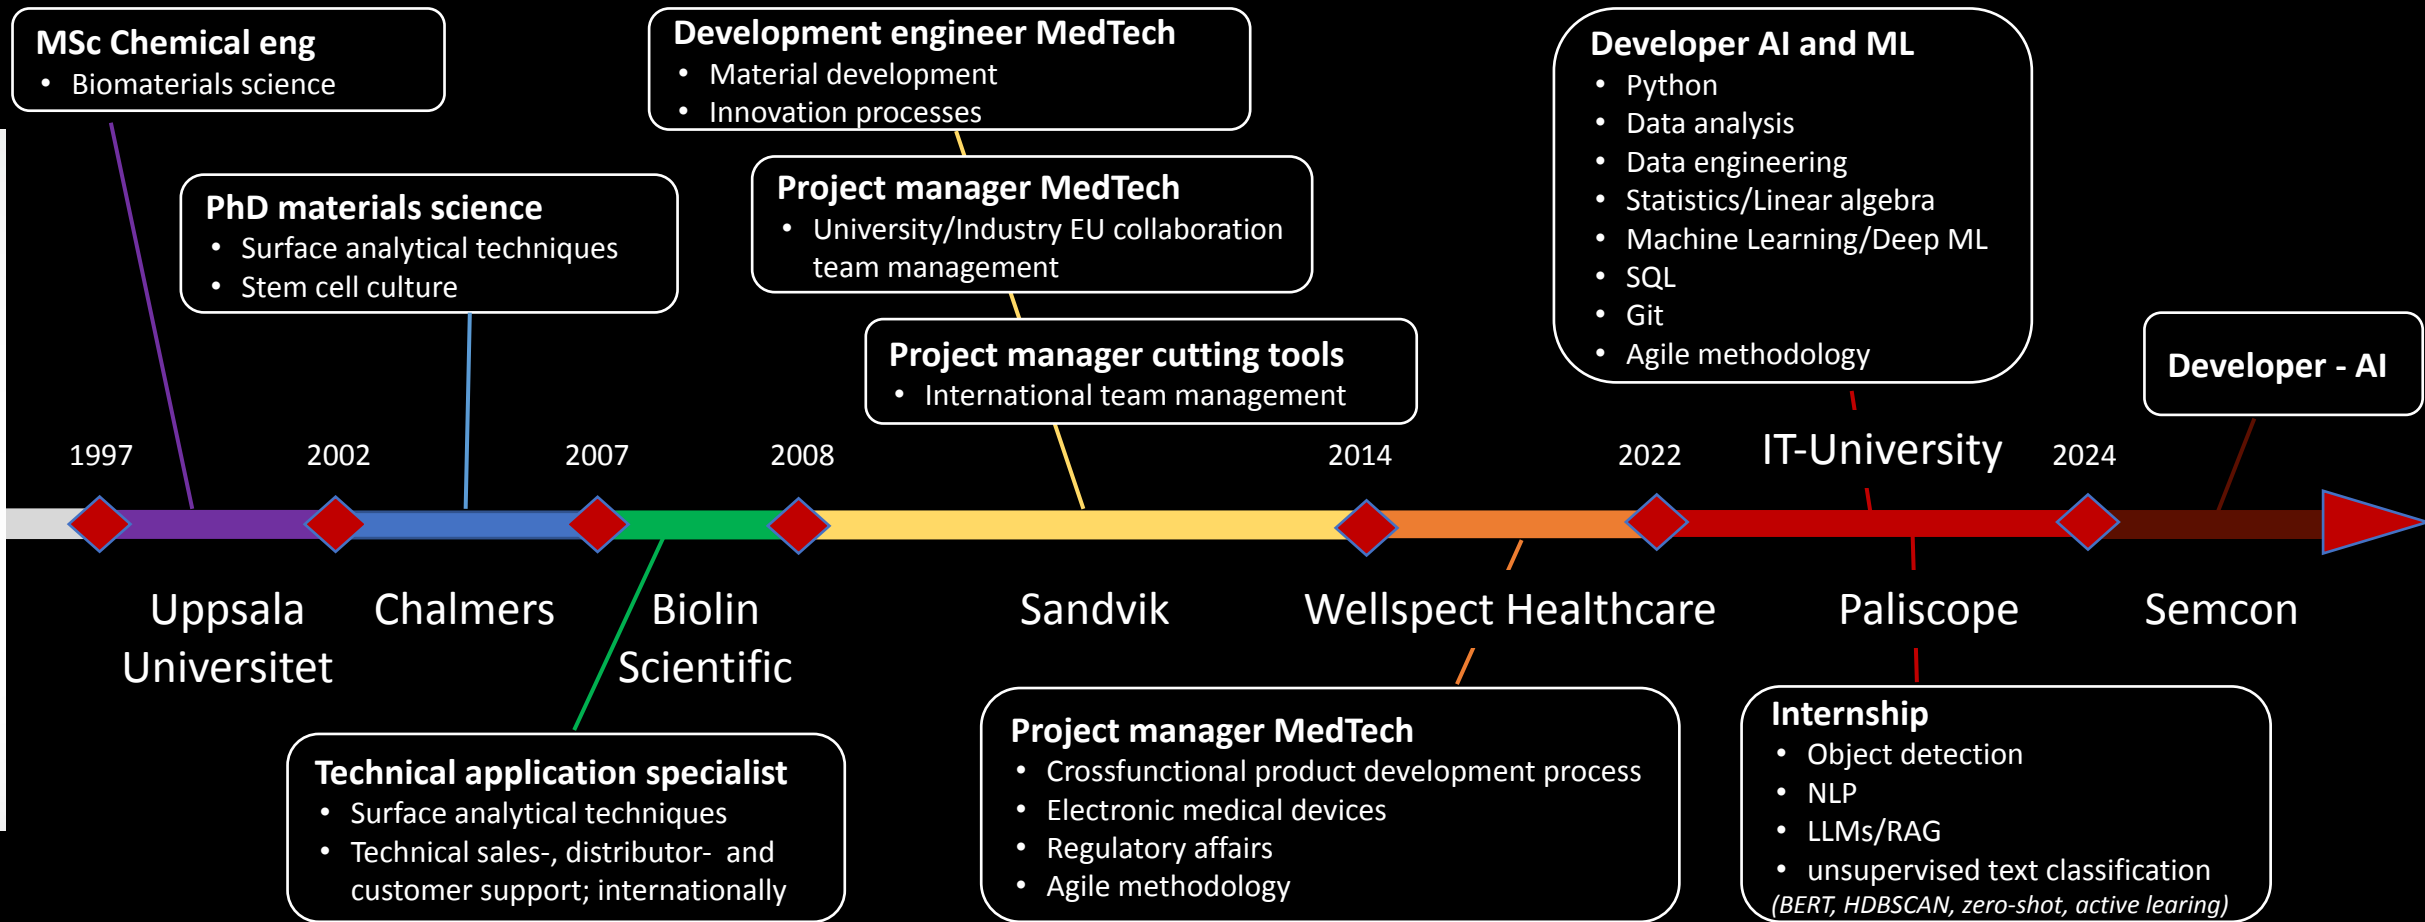 MSc Chemical eng
• Biomaterials science
PhD materials science
• Surface analytical techniques
• Stem cell culture
Development engineer MedTech
• Material development
• Innovation processes
Project manager MedTech
• University/Industry EU collaboration
team management
Project manager cutting tools
• International team management
Developer AI and ML
• Python
• Data analysis
• Data engineering
• Statistics/Linear algebra
• Machine Learning/Deep ML
• SQL
• Git
• Agile methodology
Developer - AI
1997
2002
2007
2008
2014
2022
IT-University
2024
Uppsala
Universitet
Chalmers
Biolin
Scientific
Sandvik
Wellspect Healthcare
Paliscope
Semcon
Technical application specialist
• Surface analytical techniques
• Technical sales-, distributor- and
customer support; internationally
Project manager MedTech
• Crossfunctional product development process
• Electronic medical devices
• Regulatory affairs
• Agile methodology
Internship
• Object detection
• NLP
• LLMs/RAG
• unsupervised text classification
(BERT, HDBSCAN, zero-shot, active learing)